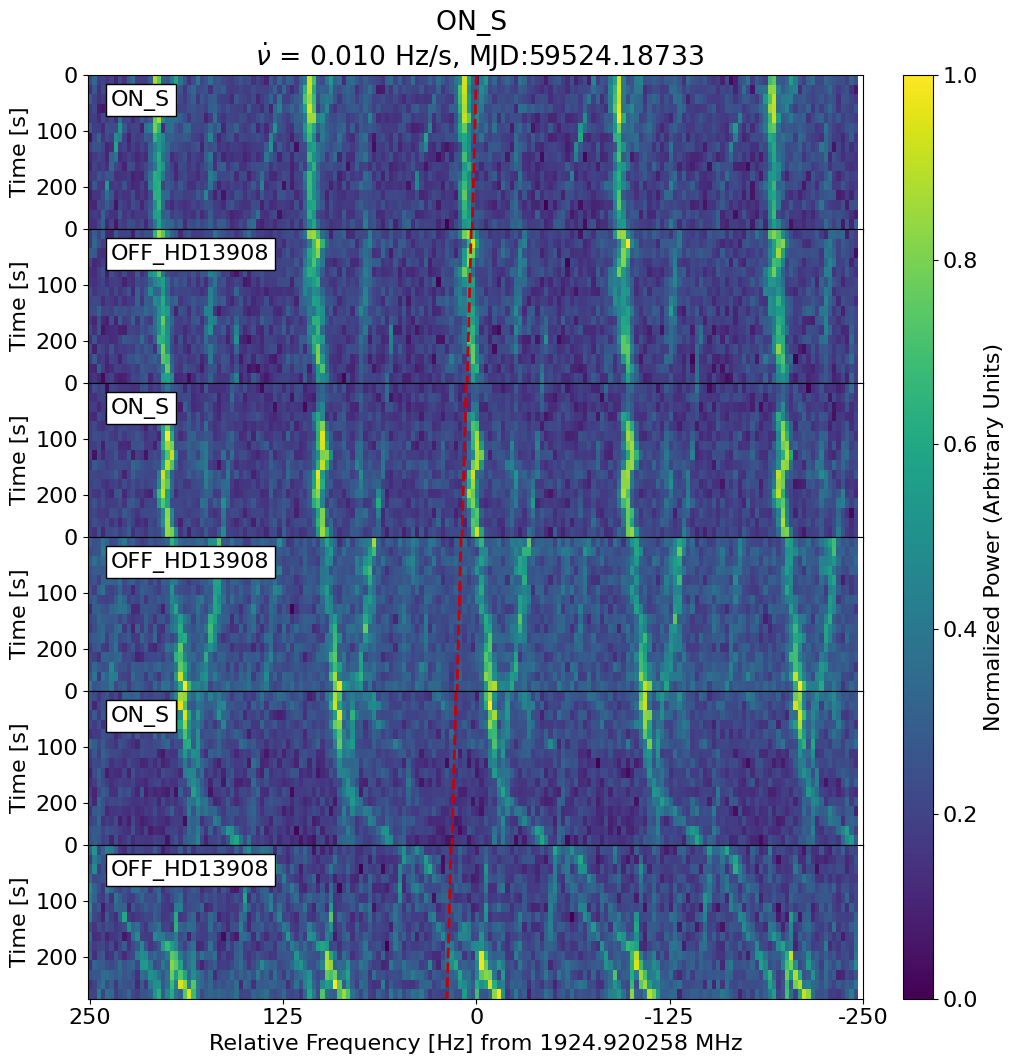 ON_S
ν̇ = 0.010 Hz/s, MJD:59524.18733
0
100
200
Time [s]
ON_S
0
100
200
Time [s]
OFF_HD13908
0
100
200
Time [s]
ON_S
0
100
200
Time [s]
OFF_HD13908
0
100
200
Time [s]
ON_S
0
100
200
Time [s]
OFF_HD13908
250 125 0 -125 -250
Relative Frequency [Hz] from 1924.920258 MHz
1.0
0.8
0.6
0.4
0.2
0.0
Normalized Power (Arbitrary Units)